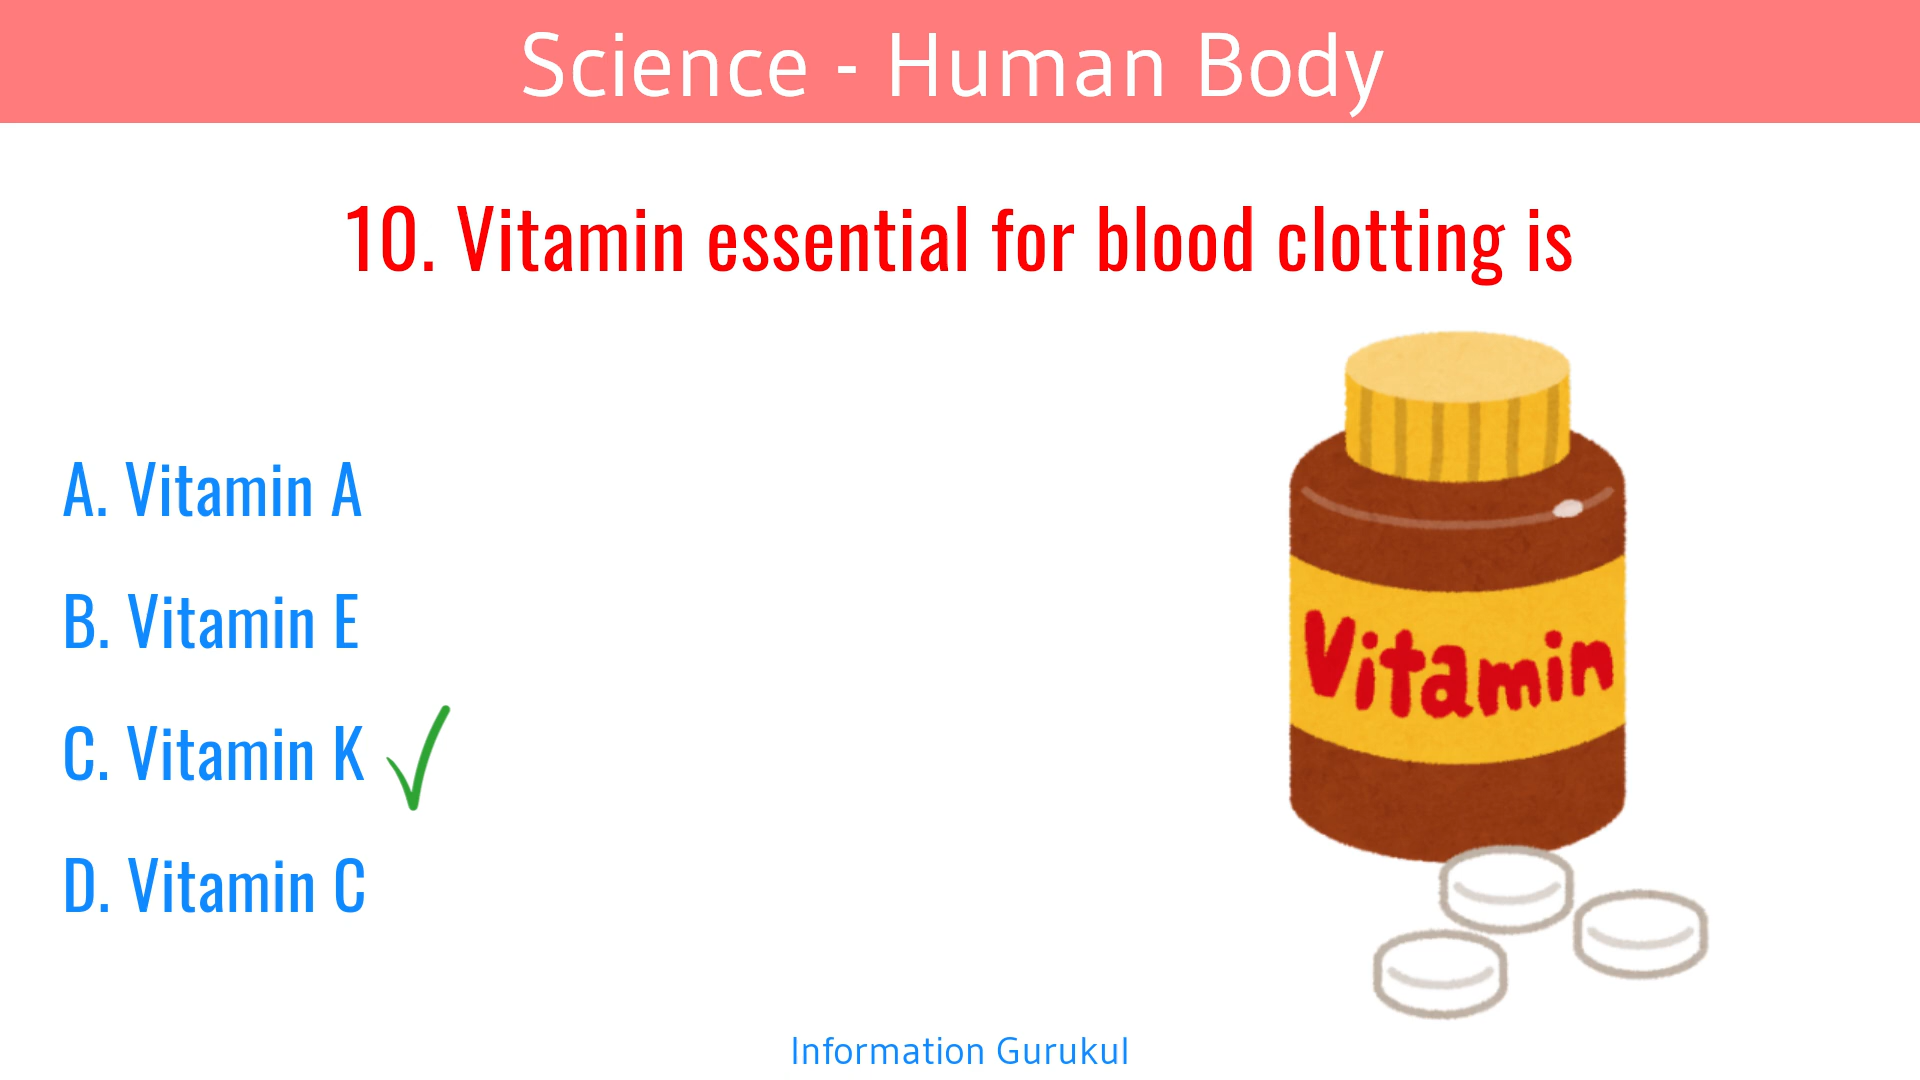 Science - Human Body
10. Vitamin essential for blood clotting is
A. Vitamin A
B. Vitamin E
C. Vitamin K
D. Vitamin C
Vitamin
Information Gurukul